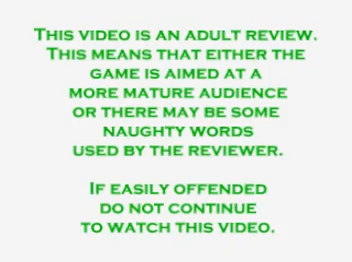 This video is an adult review.
This means that either the
game is aimed at a
more mature audience
or there may be some
naughty words
used by the reviewer.
If easily offended
do not continue
to watch this video.